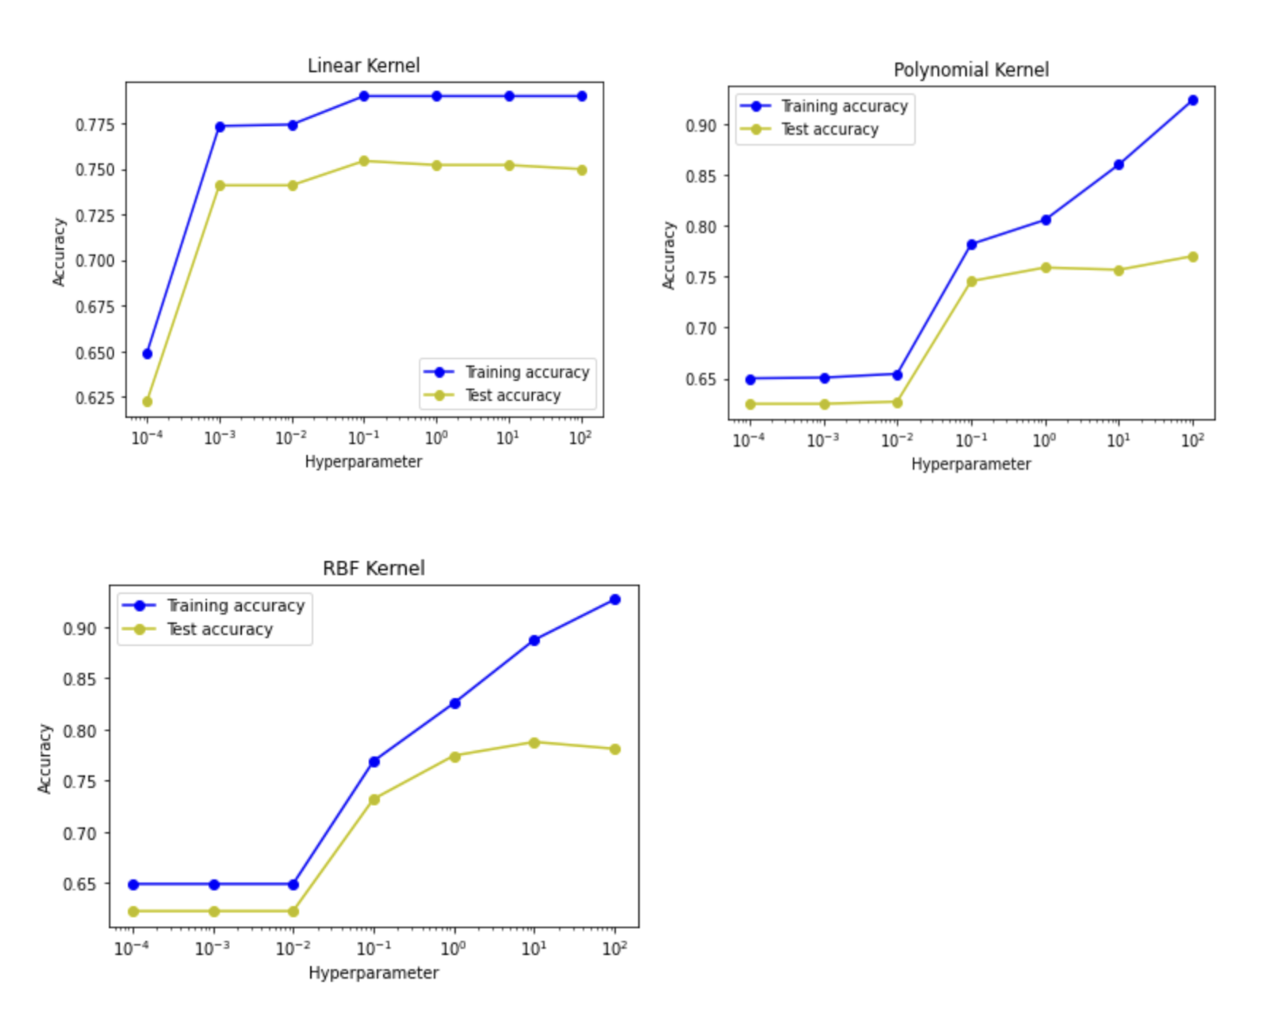 Linear Kernel
Accuracy
0.775
0.750
0.725
0.700
0.675
0.650
0.625
Training accuracy
Test accuracy
10⁻⁴ 10⁻³ 10⁻² 10⁻¹ 10⁰ 10¹ 10²
Hyperparameter
Polynomial Kernel
Training accuracy
Test accuracy
Accuracy
0.90
0.85
0.80
0.75
0.70
0.65
10⁻⁴ 10⁻³ 10⁻² 10⁻¹ 10⁰ 10¹ 10²
Hyperparameter
RBF Kernel
Training accuracy
Test accuracy
Accuracy
0.90
0.85
0.80
0.75
0.70
0.65
10⁻⁴ 10⁻³ 10⁻² 10⁻¹ 10⁰ 10¹ 10²
Hyperparameter